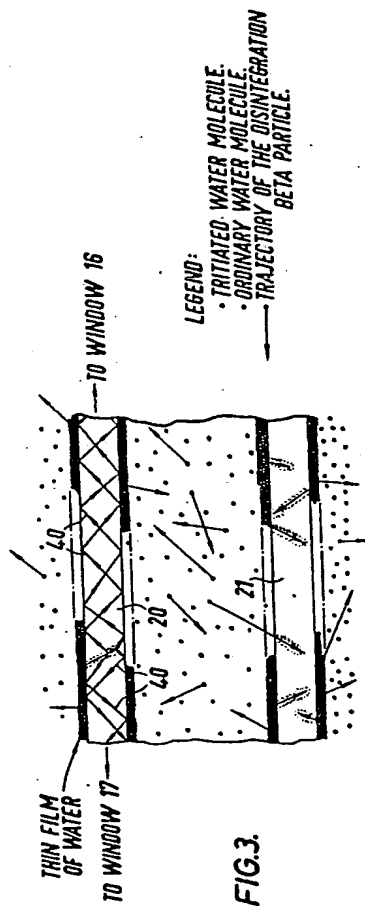 THIN FILM
OF WATER
TO WINDOW 17
40
20
40
TO WINDOW 16
21
LEGEND:
• TRITIATED WATER MOLECULE.
• ORDINARY WATER MOLECULE.
TRAJECTORY OF THE DISINTEGRATION
BETA PARTICLE.
FIG.3.